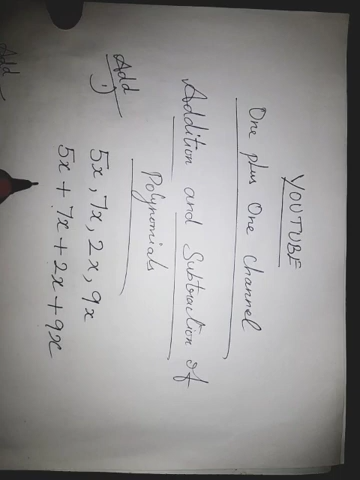 YOUTUBE
One plus One Channel
Addition and Subtraction of
Polynomials
Add
i) 5x, 7x, 2x, 9x
5x + 7x + 2x + 9x
Add